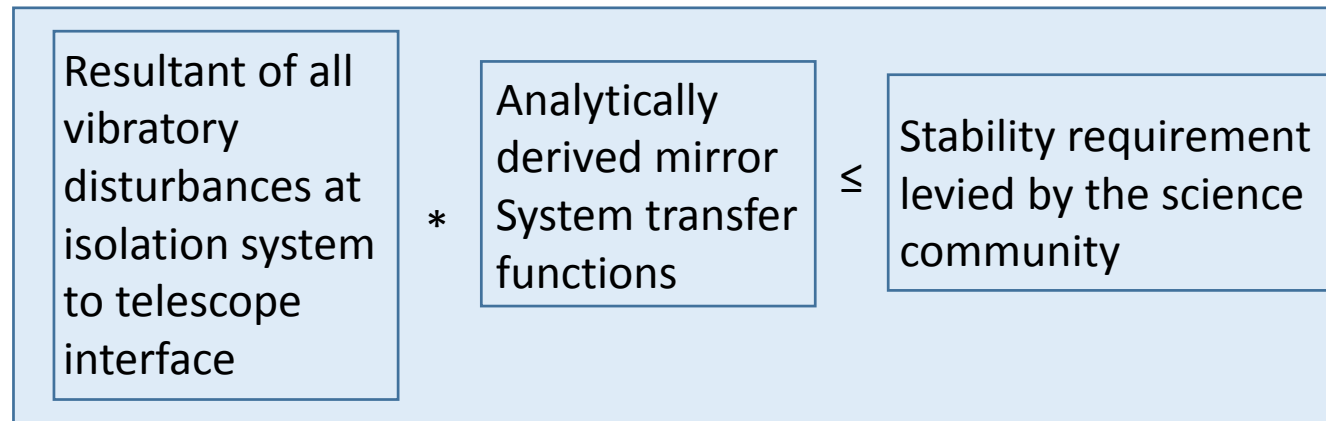 Resultant of all
vibratory
disturbances at
isolation system
to telescope
interface
*
Analytically
derived mirror
System transfer
functions
≤
Stability requirement
levied by the science
community